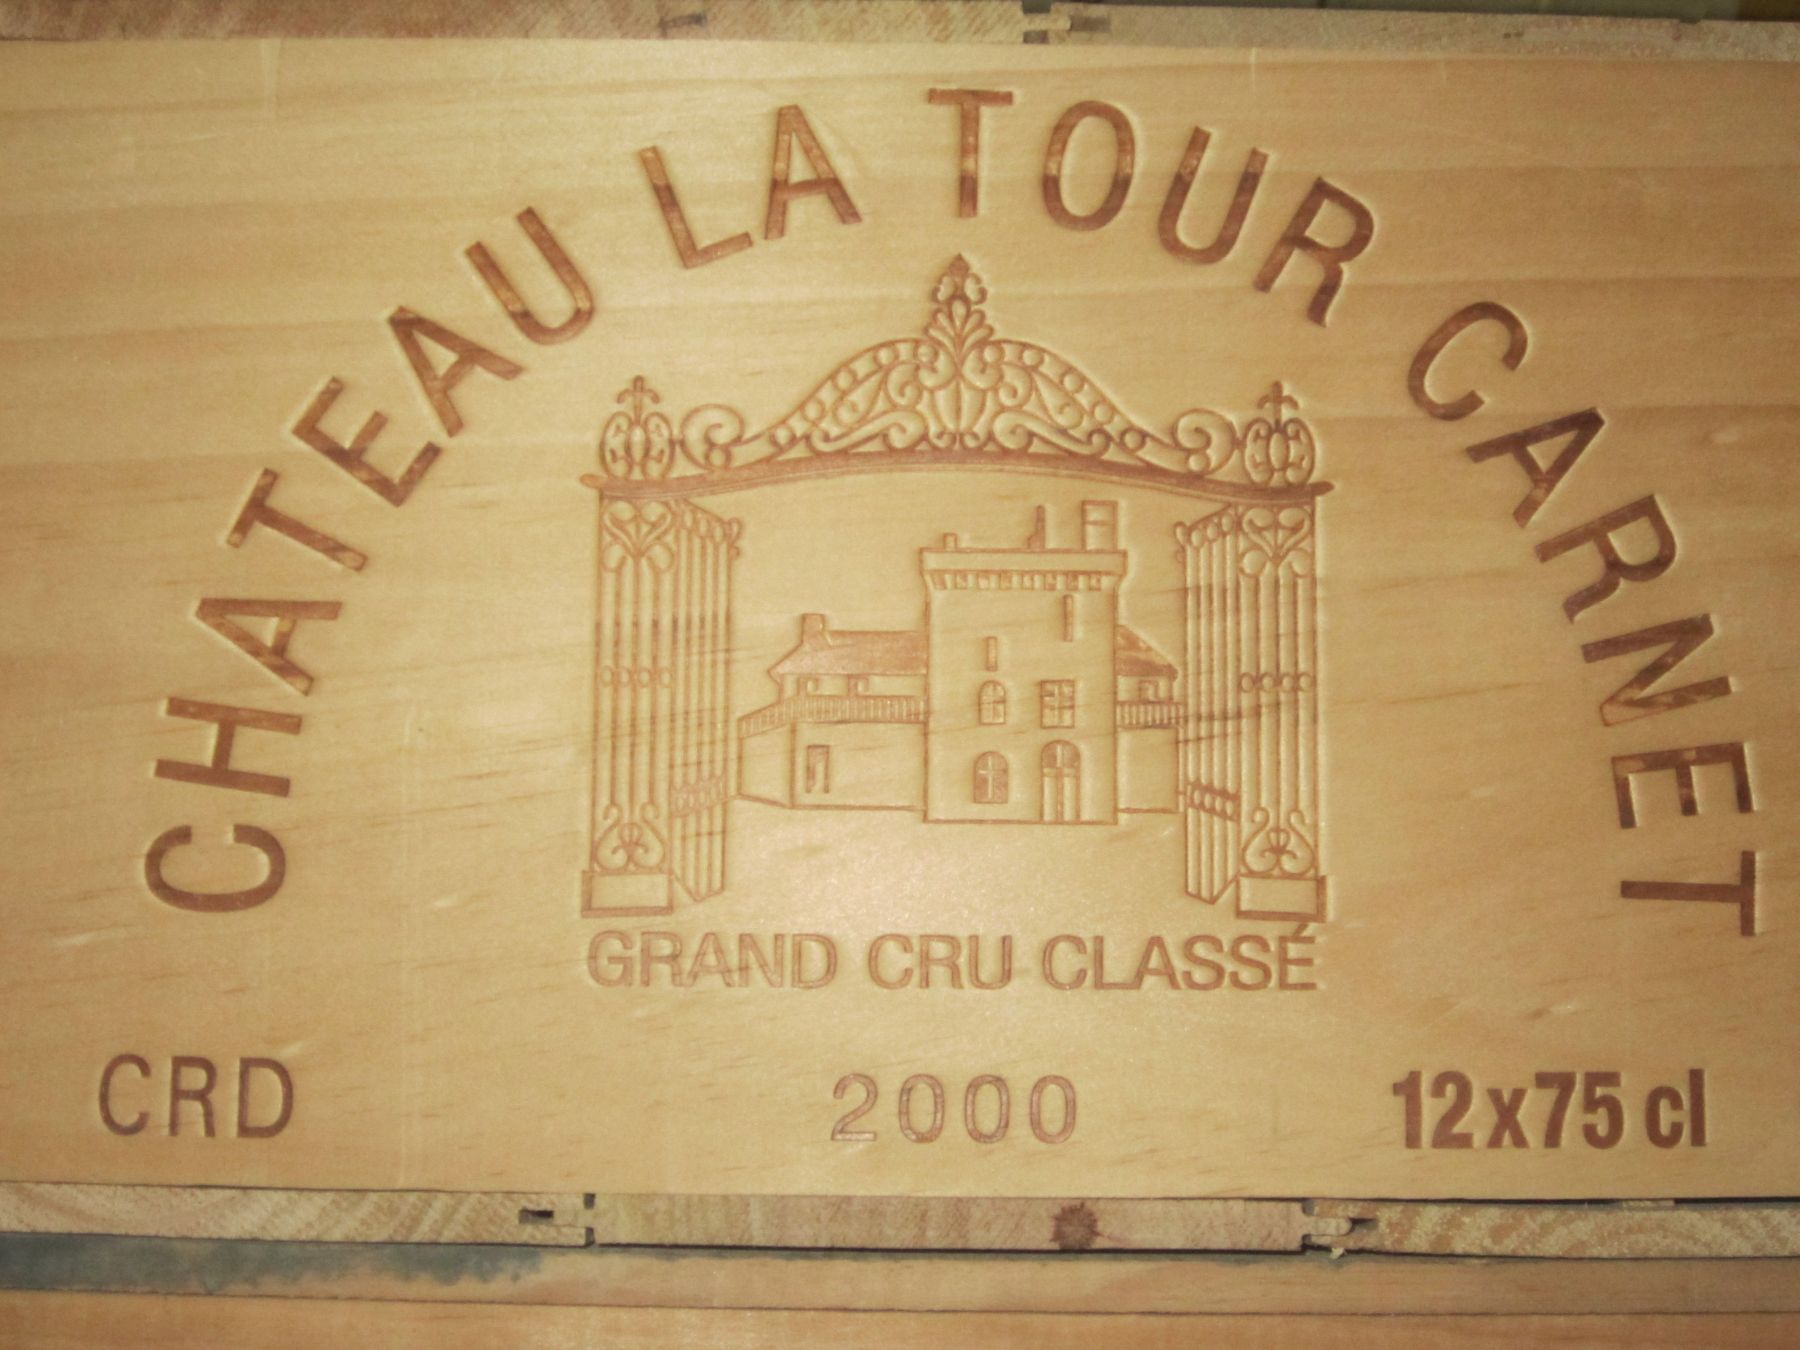 CHATEAU LA TOUR CARNET
GRAND CRU CLASSÉ
CRD 2000 12x75 cl